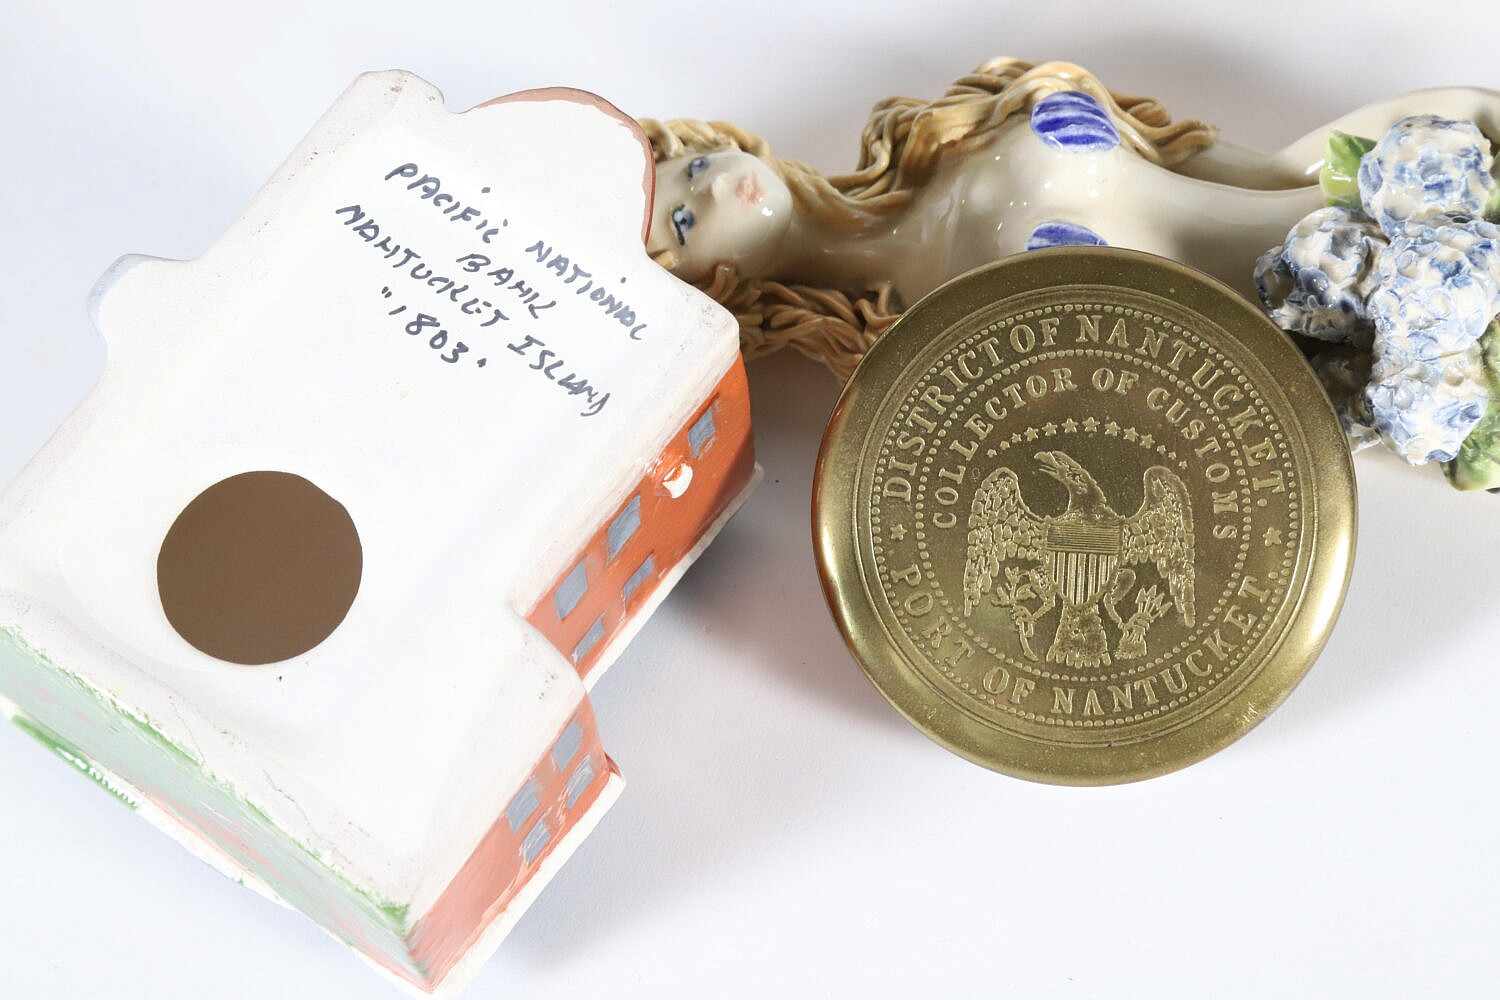 PACIFIC NATIONAL
BANK
NANTUCKET ISLAND
"1803"
DISTRICT OF NANTUCKET.
COLLECTOR OF CUSTOMS
PORT OF NANTUCKET.